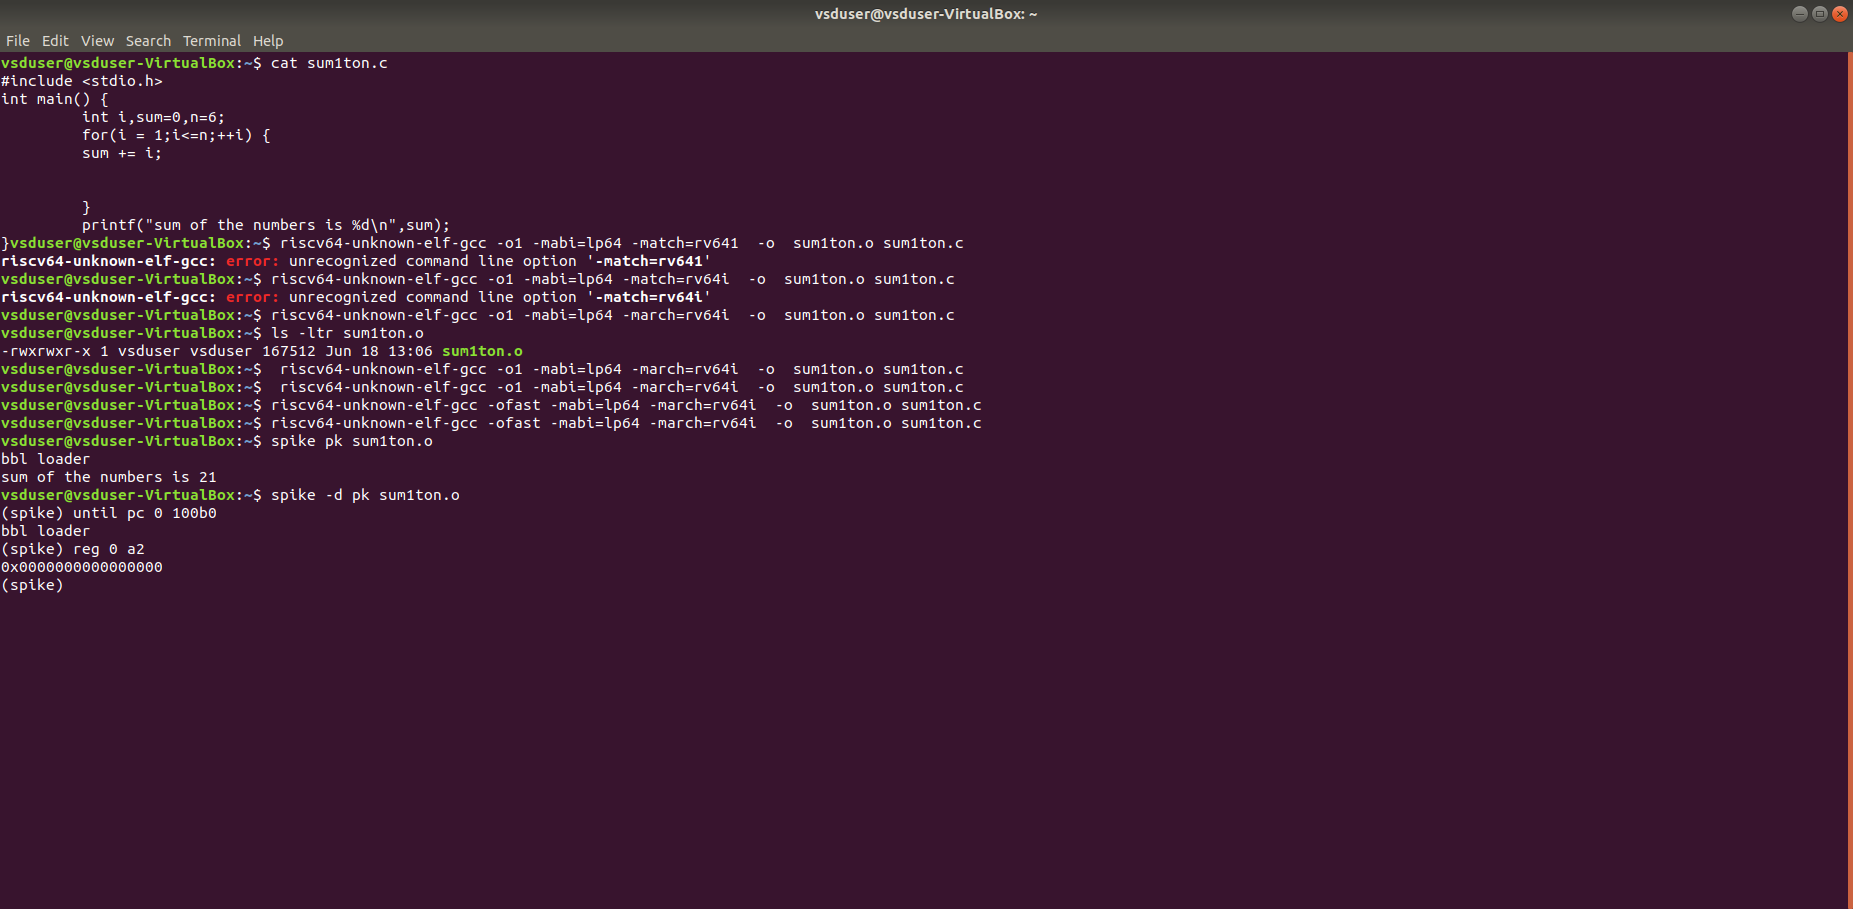 vsduser@vsduser-VirtualBox: ~
File Edit View Search Terminal Help
vsduser@vsduser-VirtualBox:~$ cat sum1ton.c
#include <stdio.h>
int main() {
         int i,sum=0,n=6;
         for(i = 1;i<=n;++i) {
         sum += i;
         }
         printf("sum of the numbers is %d\n",sum);
}vsduser@vsduser-VirtualBox:~$ riscv64-unknown-elf-gcc -o1 -mabi=lp64 -match=rv641  -o  sum1ton.o sum1ton.c
riscv64-unknown-elf-gcc: error: unrecognized command line option '-match=rv641'
vsduser@vsduser-VirtualBox:~$ riscv64-unknown-elf-gcc -o1 -mabi=lp64 -match=rv64i  -o  sum1ton.o sum1ton.c
riscv64-unknown-elf-gcc: error: unrecognized command line option '-match=rv64i'
vsduser@vsduser-VirtualBox:~$ riscv64-unknown-elf-gcc -o1 -mabi=lp64 -march=rv64i  -o  sum1ton.o sum1ton.c
vsduser@vsduser-VirtualBox:~$ ls -ltr sum1ton.o
-rwxrwxr-x 1 vsduser vsduser 167512 Jun 18 13:06 sum1ton.o
vsduser@vsduser-VirtualBox:~$  riscv64-unknown-elf-gcc -o1 -mabi=lp64 -march=rv64i  -o  sum1ton.o sum1ton.c
vsduser@vsduser-VirtualBox:~$  riscv64-unknown-elf-gcc -o1 -mabi=lp64 -march=rv64i  -o  sum1ton.o sum1ton.c
vsduser@vsduser-VirtualBox:~$ riscv64-unknown-elf-gcc -ofast -mabi=lp64 -march=rv64i  -o  sum1ton.o sum1ton.c
vsduser@vsduser-VirtualBox:~$ riscv64-unknown-elf-gcc -ofast -mabi=lp64 -march=rv64i  -o  sum1ton.o sum1ton.c
vsduser@vsduser-VirtualBox:~$ spike pk sum1ton.o
bbl loader
sum of the numbers is 21
vsduser@vsduser-VirtualBox:~$ spike -d pk sum1ton.o
(spike) until pc 0 100b0
bbl loader
(spike) reg 0 a2
0x0000000000000000
(spike)